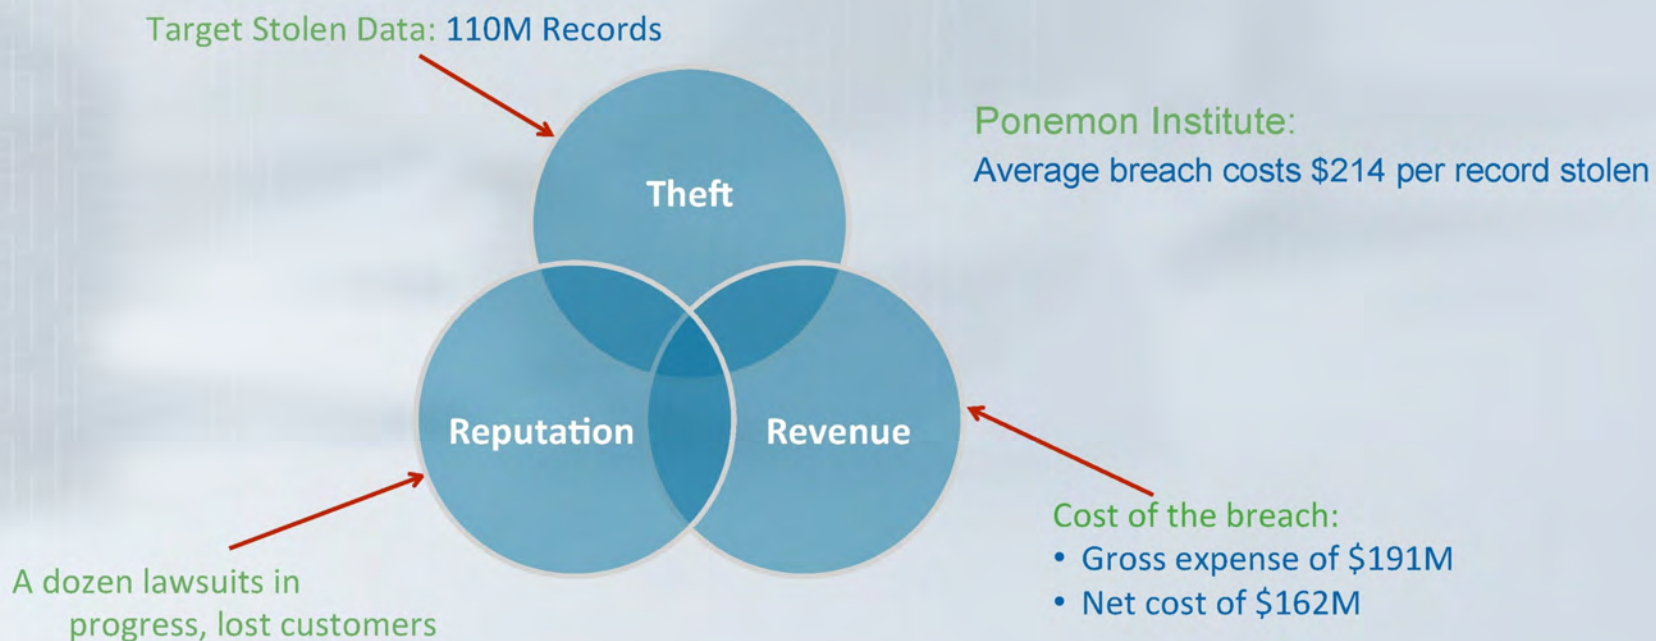 Target Stolen Data: 110M Records
Ponemon Institute:
Average breach costs $214 per record stolen
Theft
Reputation
Revenue
Cost of the breach:
• Gross expense of $191M
• Net cost of $162M
A dozen lawsuits in
progress, lost customers